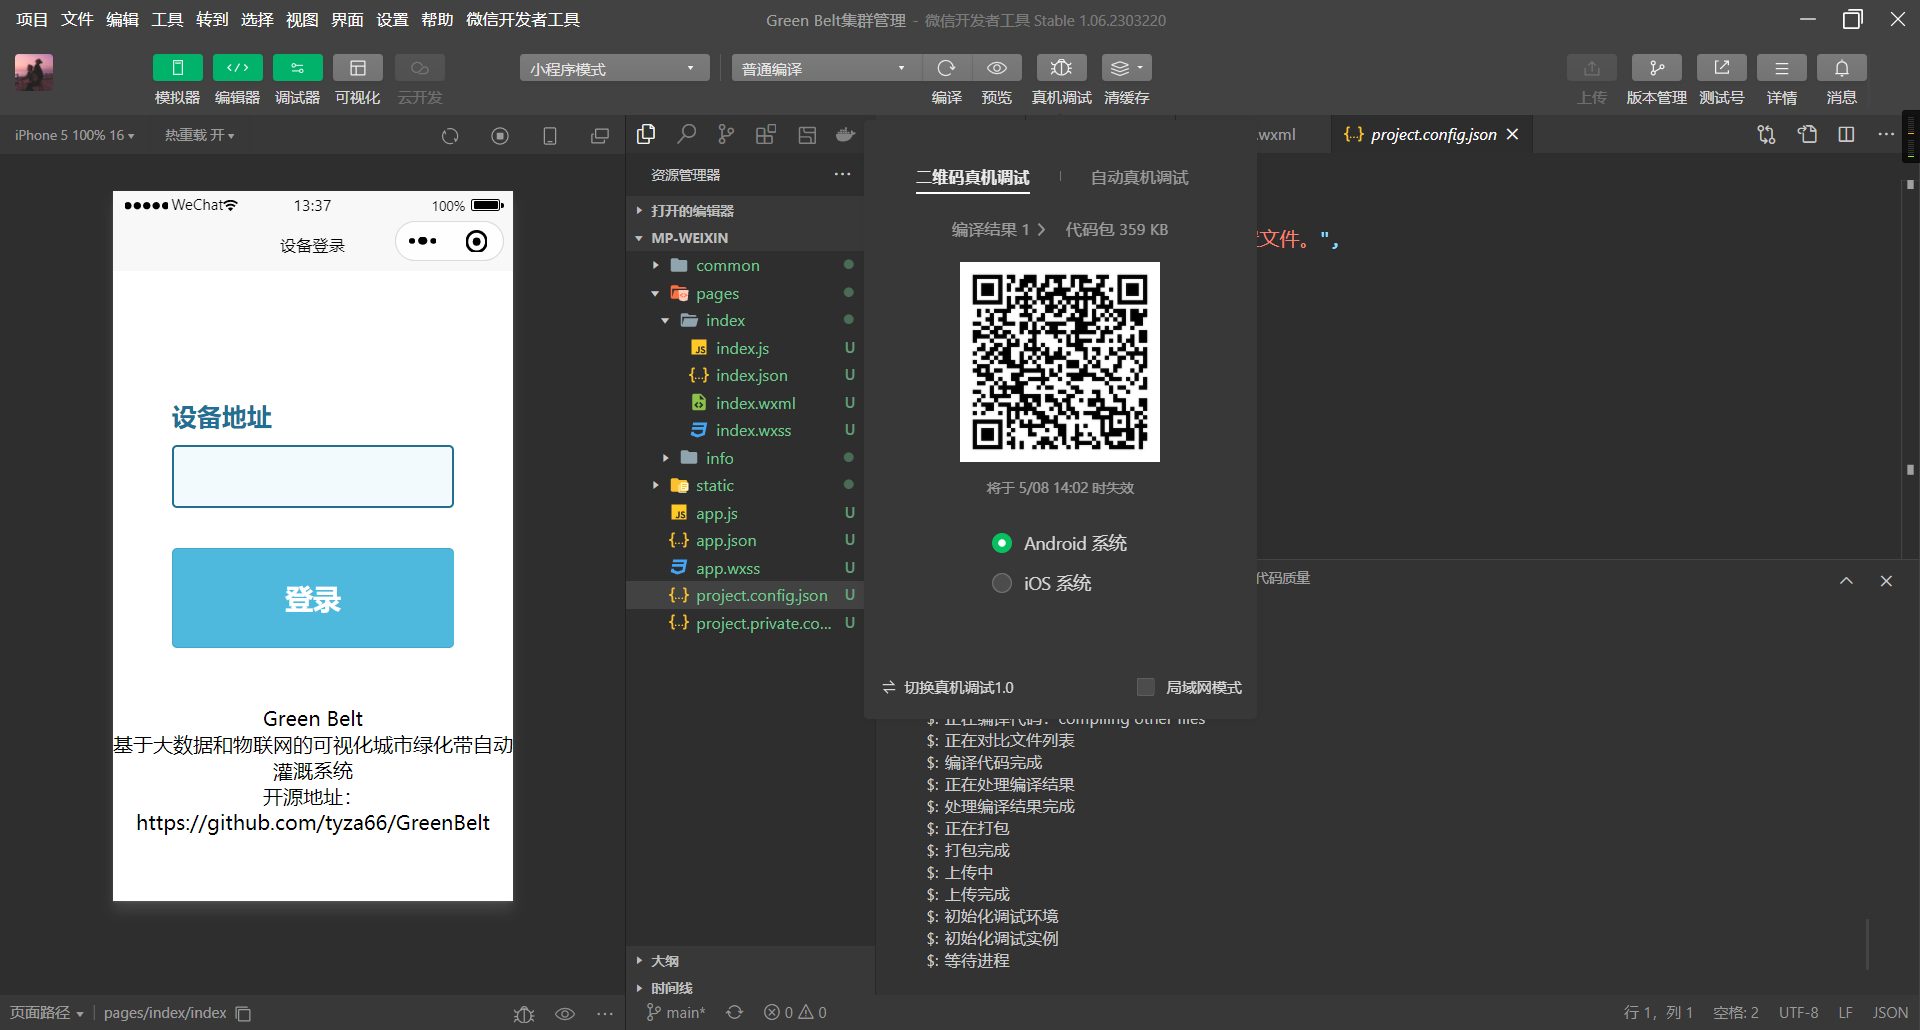 项目 文件 编辑 工具 转到 选择 视图 界面 设置 帮助 微信开发者工具
Green Belt集群管理 - 微信开发者工具 Stable 1.06.2303220
小程序模式
普通编译
模拟器 编辑器 调试器 可视化 云开发
编译 预览 真机调试 清缓存
上传 版本管理 测试号 详情 消息
iPhone 5 100% 16
热重载 开
WeChat
13:37
100%
设备登录
设备地址
登录
Green Belt
基于大数据和物联网的可视化城市绿化带自动
灌溉系统
开源地址：
https://github.com/tyza66/GreenBelt
页面路径
pages/index/index
资源管理器
打开的编辑器
MP-WEIXIN
common
pages
index
JS index.js U
{..} index.json U
index.wxml U
index.wxss U
info
static
JS app.js U
{..} app.json U
app.wxss U
{..} project.config.json U
{..} project.private.co... U
大纲
时间线
main*
0 0
.wxml
{..} project.config.json
文件。",
二维码真机调试
自动真机调试
编译结果 1
代码包 359 KB
将于 5/08 14:02 时失效
Android 系统
iOS 系统
切换真机调试1.0
局域网模式
代码质量
$: 正在编译代码：compiling other files
$: 正在对比文件列表
$: 编译代码完成
$: 正在处理编译结果
$: 处理编译结果完成
$: 正在打包
$: 打包完成
$: 上传中
$: 上传完成
$: 初始化调试环境
$: 初始化调试实例
$: 等待进程
行 1，列 1
空格: 2
UTF-8
LF
JSON